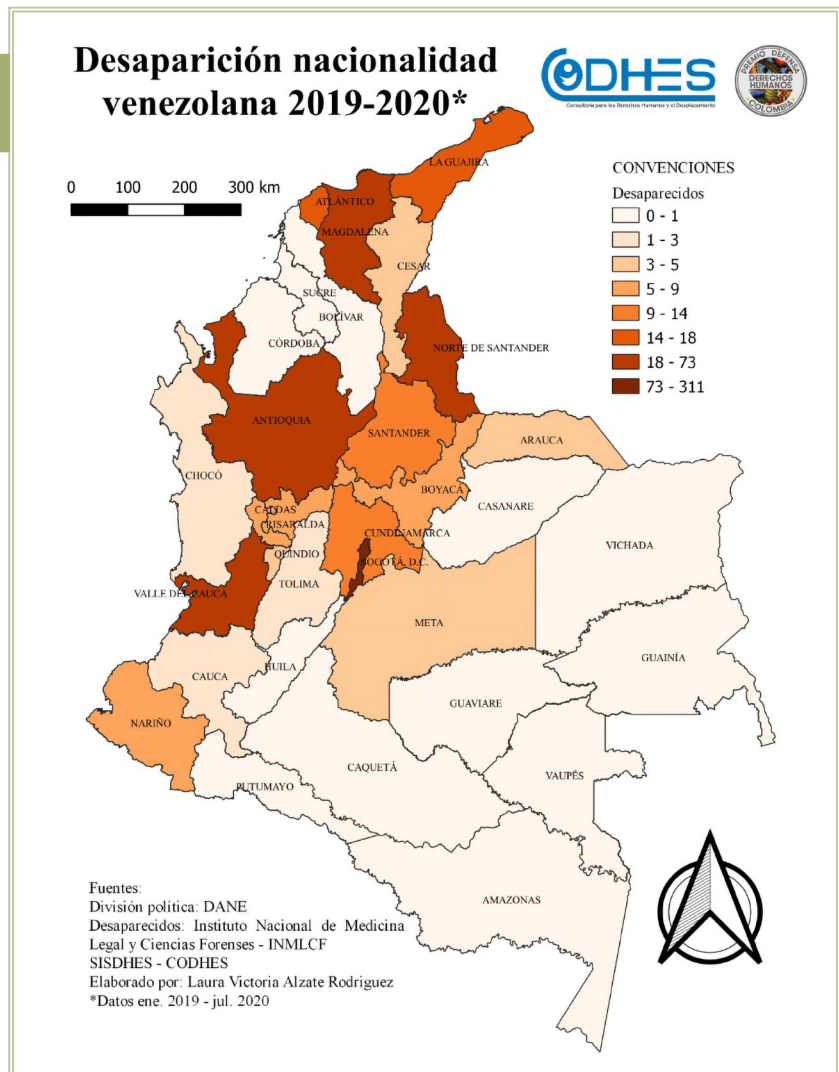 Desaparición nacionalidad
venezolana 2019-2020*
CODHES
Consultoría para los Derechos Humanos y el Desplazamiento
PREMIO DEFENSA
DERECHOS
HUMANOS
COLOMBIA
0 100 200 300 km
CONVENCIONES
Desaparecidos
0 - 1
1 - 3
3 - 5
5 - 9
9 - 14
14 - 18
18 - 73
73 - 311
LA GUAJIRA
ATLÁNTICO
MAGDALENA
CESAR
SUCRE
BOLÍVAR
CÓRDOBA
NORTE DE SANTANDER
ANTIOQUIA
SANTANDER
ARAUCA
CHOCÓ
BOYACÁ
CASANARE
CALDAS
RISARALDA
CUNDINAMARCA
VICHADA
QUINDIO
BOGOTÁ, D.C.
TOLIMA
VALLE DEL CAUCA
META
GUAINÍA
HUILA
CAUCA
GUAVIARE
NARIÑO
CAQUETÁ
VAUPÉS
PUTUMAYO
AMAZONAS
Fuentes:
División política: DANE
Desaparecidos: Instituto Nacional de Medicina
Legal y Ciencias Forenses - INMLCF
SISDHES - CODHES
Elaborado por: Laura Victoria Alzate Rodriguez
*Datos ene. 2019 - jul. 2020